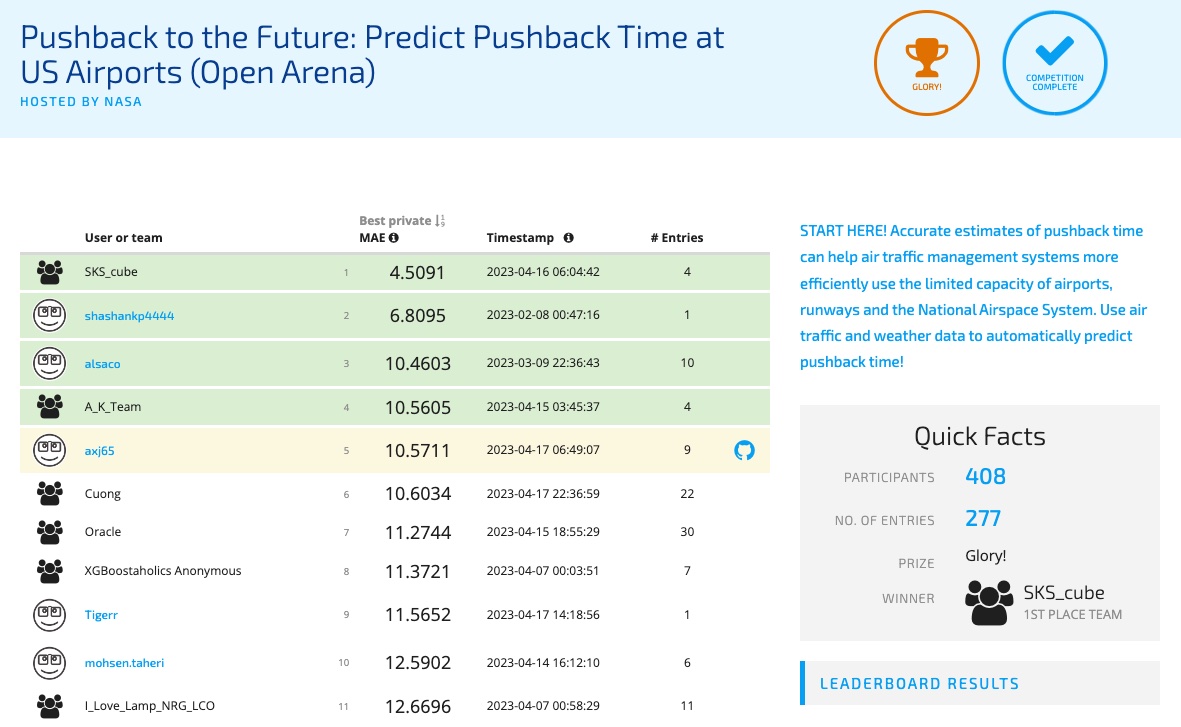 Pushback to the Future: Predict Pushback Time at
US Airports (Open Arena)
HOSTED BY NASA
GLORY!
COMPETITION
COMPLETE
Best private
User or team MAE Timestamp # Entries
SKS_cube 1 4.5091 2023-04-16 06:04:42 4
shashankp4444 2 6.8095 2023-02-08 00:47:16 1
alsaco 3 10.4603 2023-03-09 22:36:43 10
A_K_Team 4 10.5605 2023-04-15 03:45:37 4
axj65 5 10.5711 2023-04-17 06:49:07 9
Cuong 6 10.6034 2023-04-17 22:36:59 22
Oracle 7 11.2744 2023-04-15 18:55:29 30
XGBoostaholics Anonymous 8 11.3721 2023-04-07 00:03:51 7
Tigerr 9 11.5652 2023-04-17 14:18:56 1
mohsen.taheri 10 12.5902 2023-04-14 16:12:10 6
I_Love_Lamp_NRG_LCO 11 12.6696 2023-04-07 00:58:29 11
START HERE! Accurate estimates of pushback time
can help air traffic management systems more
efficiently use the limited capacity of airports,
runways and the National Airspace System. Use air
traffic and weather data to automatically predict
pushback time!
Quick Facts
PARTICIPANTS 408
NO. OF ENTRIES 277
PRIZE Glory!
WINNER SKS_cube
1ST PLACE TEAM
LEADERBOARD RESULTS